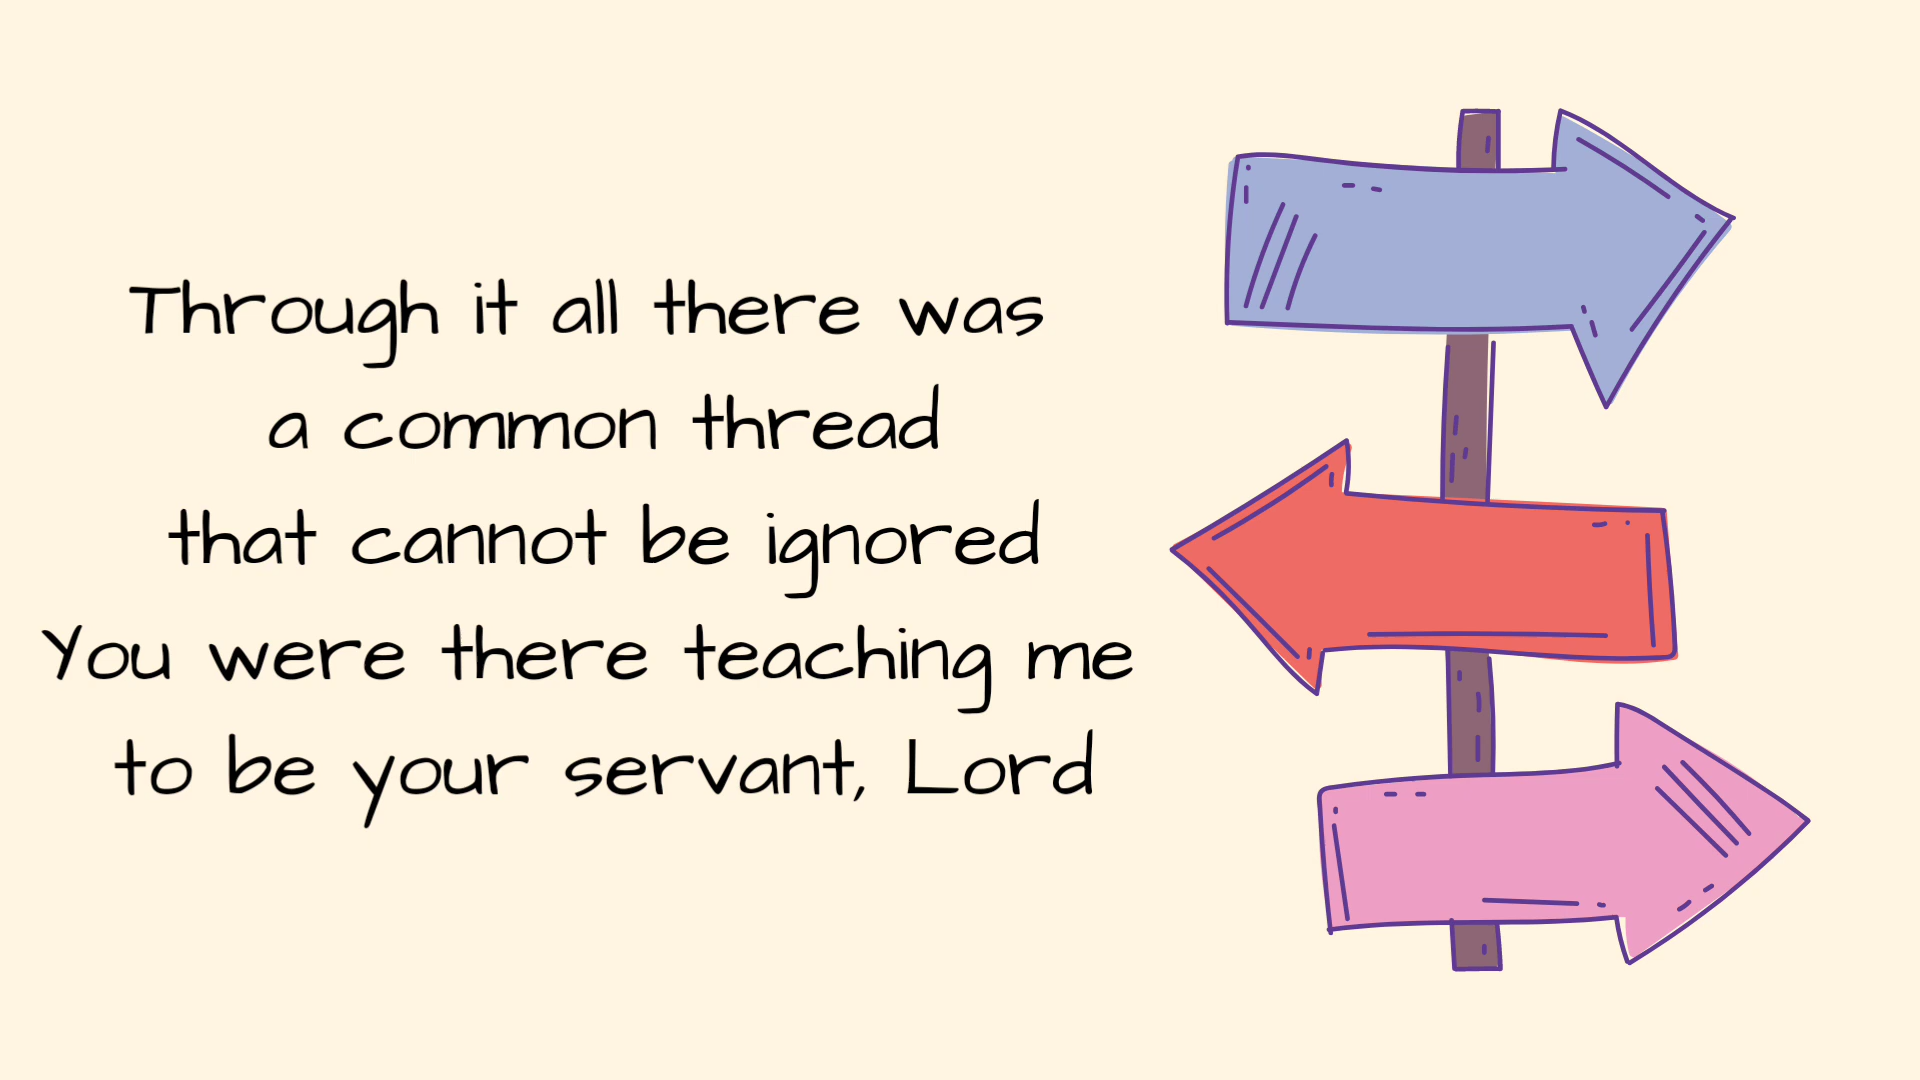 Through it all there was
a common thread
that cannot be ignored
You were there teaching me
to be your servant, Lord